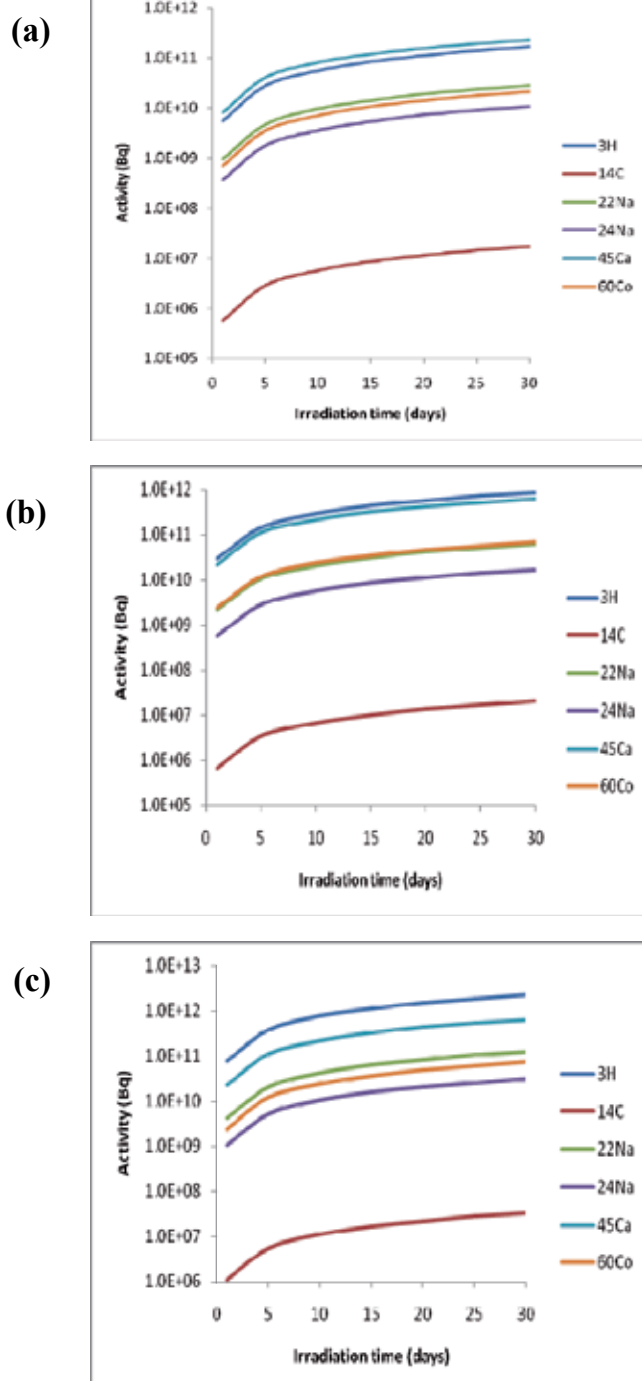 (a)
1.0E+12
1.0E+11
1.0E+10
1.0E+09
1.0E+08
1.0E+07
1.0E+06
1.0E+05
Activity (Bq)
0 5 10 15 20 25 30
Irradiation time (days)
3H
14C
22Na
24Na
45Ca
60Co
(b)
1.0E+12
1.0E+11
1.0E+10
1.0E+09
1.0E+08
1.0E+07
1.0E+06
1.0E+05
Activity (Bq)
0 5 10 15 20 25 30
Irradiation time (days)
3H
14C
22Na
24Na
45Ca
60Co
(c)
1.0E+13
1.0E+12
1.0E+11
1.0E+10
1.0E+09
1.0E+08
1.0E+07
1.0E+06
Activity (Bq)
0 5 10 15 20 25 30
Irradiation time (days)
3H
14C
22Na
24Na
45Ca
60Co